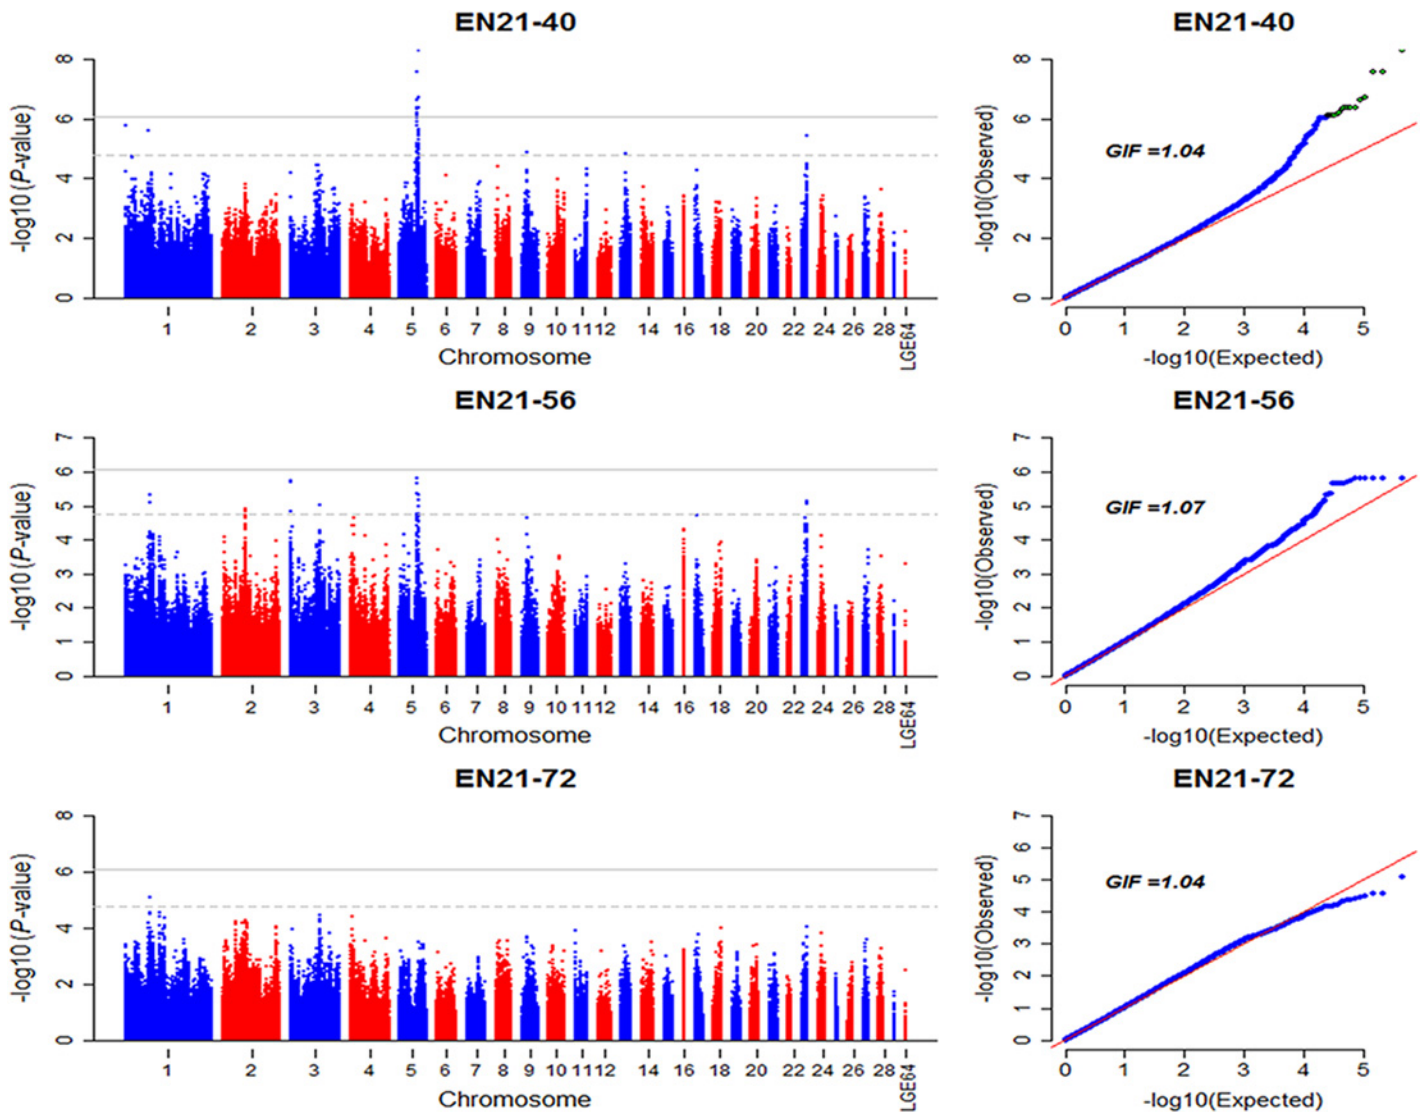 EN21-40
EN21-40
-log10(P-value)
8
6
4
2
0
1 2 3 4 5 6 7 8 9 10 11 12 14 16 18 20 22 24 26 28 LGE64
Chromosome
-log10(Observed)
8
6
4
2
0
GIF =1.04
0 1 2 3 4 5
-log10(Expected)
EN21-56
EN21-56
-log10(P-value)
7
6
5
4
3
2
1
0
1 2 3 4 5 6 7 8 9 10 11 12 14 16 18 20 22 24 26 28 LGE64
Chromosome
-log10(Observed)
7
6
5
4
3
2
1
0
GIF =1.07
0 1 2 3 4 5
-log10(Expected)
EN21-72
EN21-72
-log10(P-value)
8
6
4
2
0
1 2 3 4 5 6 7 8 9 10 11 12 14 16 18 20 22 24 26 28 LGE64
Chromosome
-log10(Observed)
7
6
5
4
3
2
1
0
GIF =1.04
0 1 2 3 4 5
-log10(Expected)